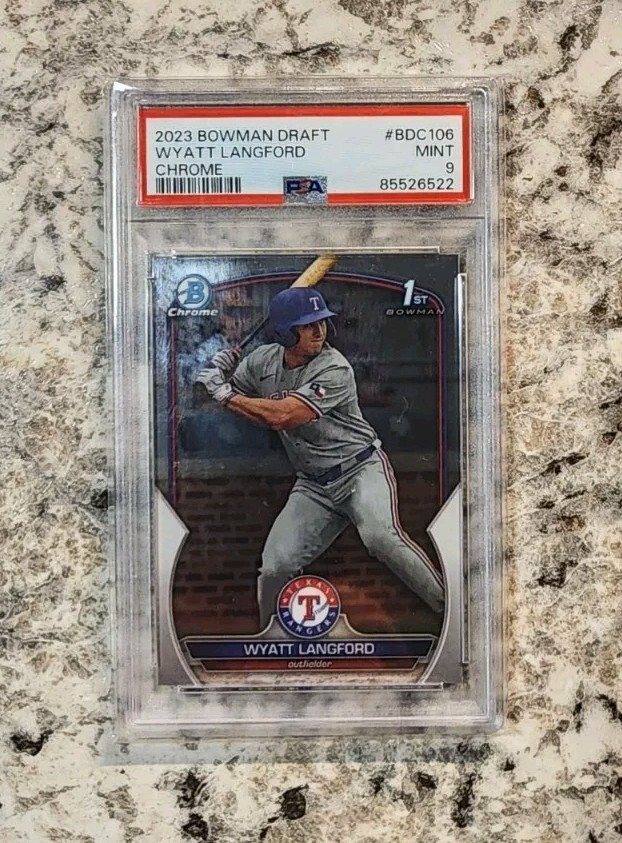 2023 BOWMAN DRAFT #BDC106
WYATT LANGFORD MINT
CHROME 9
PSA 85526522
B
Chrome
1ST
BOWMAN
T
TEXAS
T
RANGERS
WYATT LANGFORD
outfielder